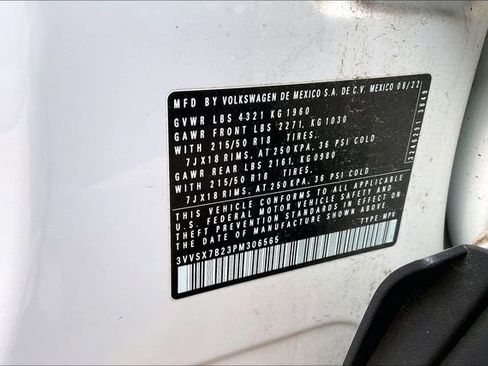 MFD BY VOLKSWAGEN DE MEXICO S.A. DE C.V. MEXICO 08/22
GVWR LBS 4321 KG 1960
GAWR FRONT LBS 2271, KG 1030
WITH 215/50 R18 TIRES.
7JX18 RIMS, AT 250 KPA, 36 PSI COLD
GAWR REAR LBS 2161, KG 0980
WITH 215/50 R18 TIRES.
7JX18 RIMS, AT 250 KPA, 36 PSI COLD
THIS VEHICLE CONFORMS TO ALL APPLICABLE
U.S. FEDERAL MOTOR VEHICLE SAFETY AND
THEFT PREVENTION STANDARDS IN EFFECT ON THE
DATE OF MANUFACTURE SHOWN ABOVE.
3VVSX7B23PM306565 TYPE: MPV